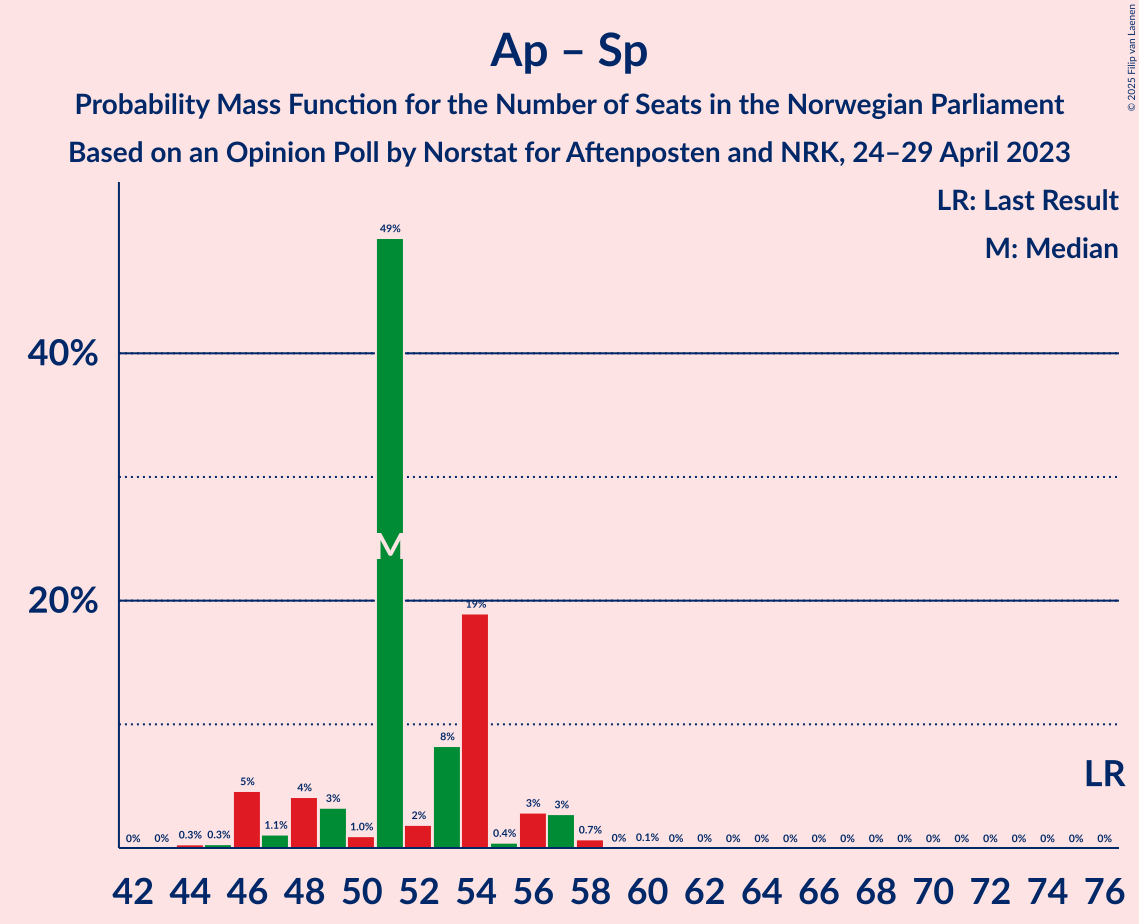 © 2025 Filip van Laenen
Ap – Sp
Probability Mass Function for the Number of Seats in the Norwegian Parliament
Based on an Opinion Poll by Norstat for Aftenposten and NRK, 24–29 April 2023
LR: Last Result
M: Median
49%
40%
M
20%
19%
8%
LR
5%
4%
3%
1.1%
1.0%
2%
0.4%
3%
3%
0.7%
0% 0% 0.3% 0.3% 0% 0.1% 0% 0% 0% 0% 0% 0% 0% 0% 0% 0% 0% 0% 0% 0% 0% 0%
42 44 46 48 50 52 54 56 58 60 62 64 66 68 70 72 74 76